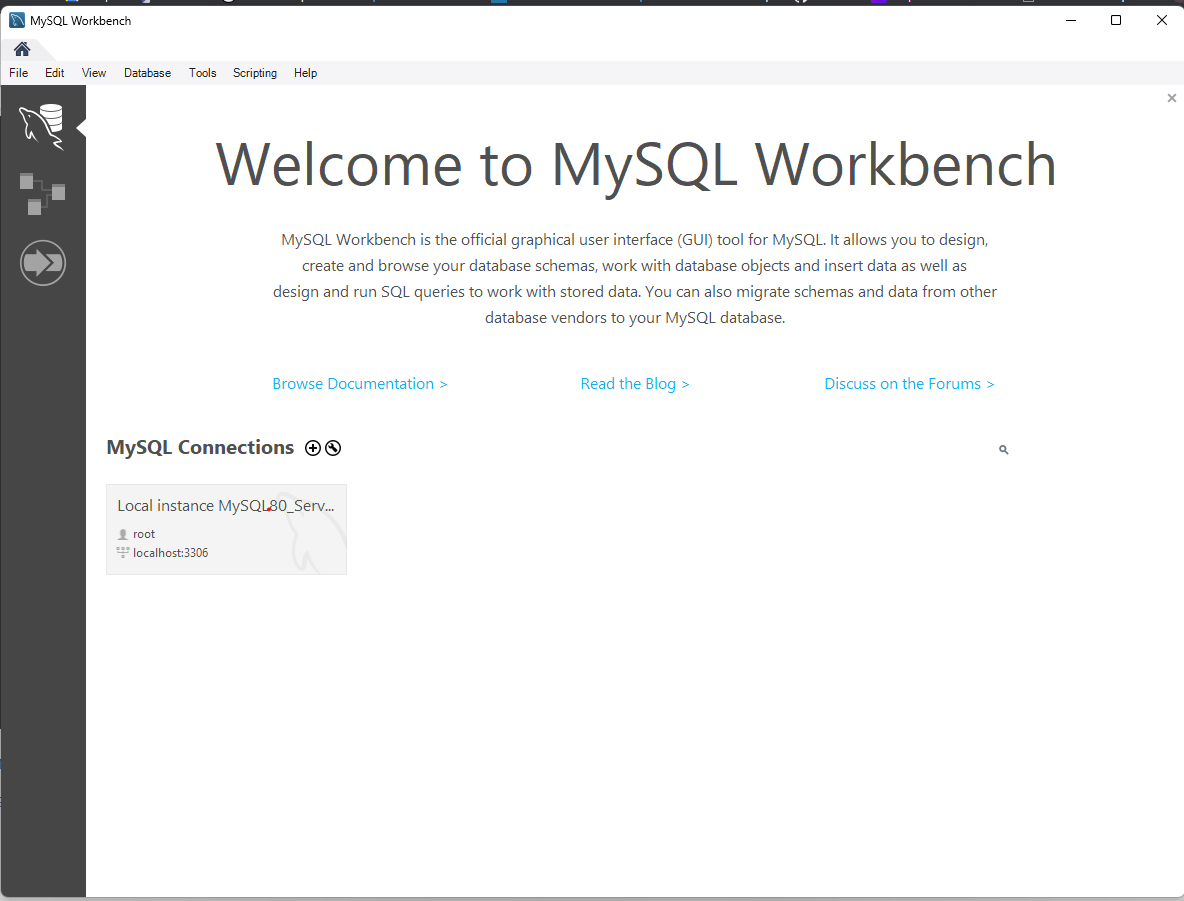 MySQL Workbench
File Edit View Database Tools Scripting Help
Welcome to MySQL Workbench
MySQL Workbench is the official graphical user interface (GUI) tool for MySQL. It allows you to design,
create and browse your database schemas, work with database objects and insert data as well as
design and run SQL queries to work with stored data. You can also migrate schemas and data from other
database vendors to your MySQL database.
Browse Documentation > Read the Blog > Discuss on the Forums >
MySQL Connections
Local instance MySQL80_Serv...
root
localhost:3306